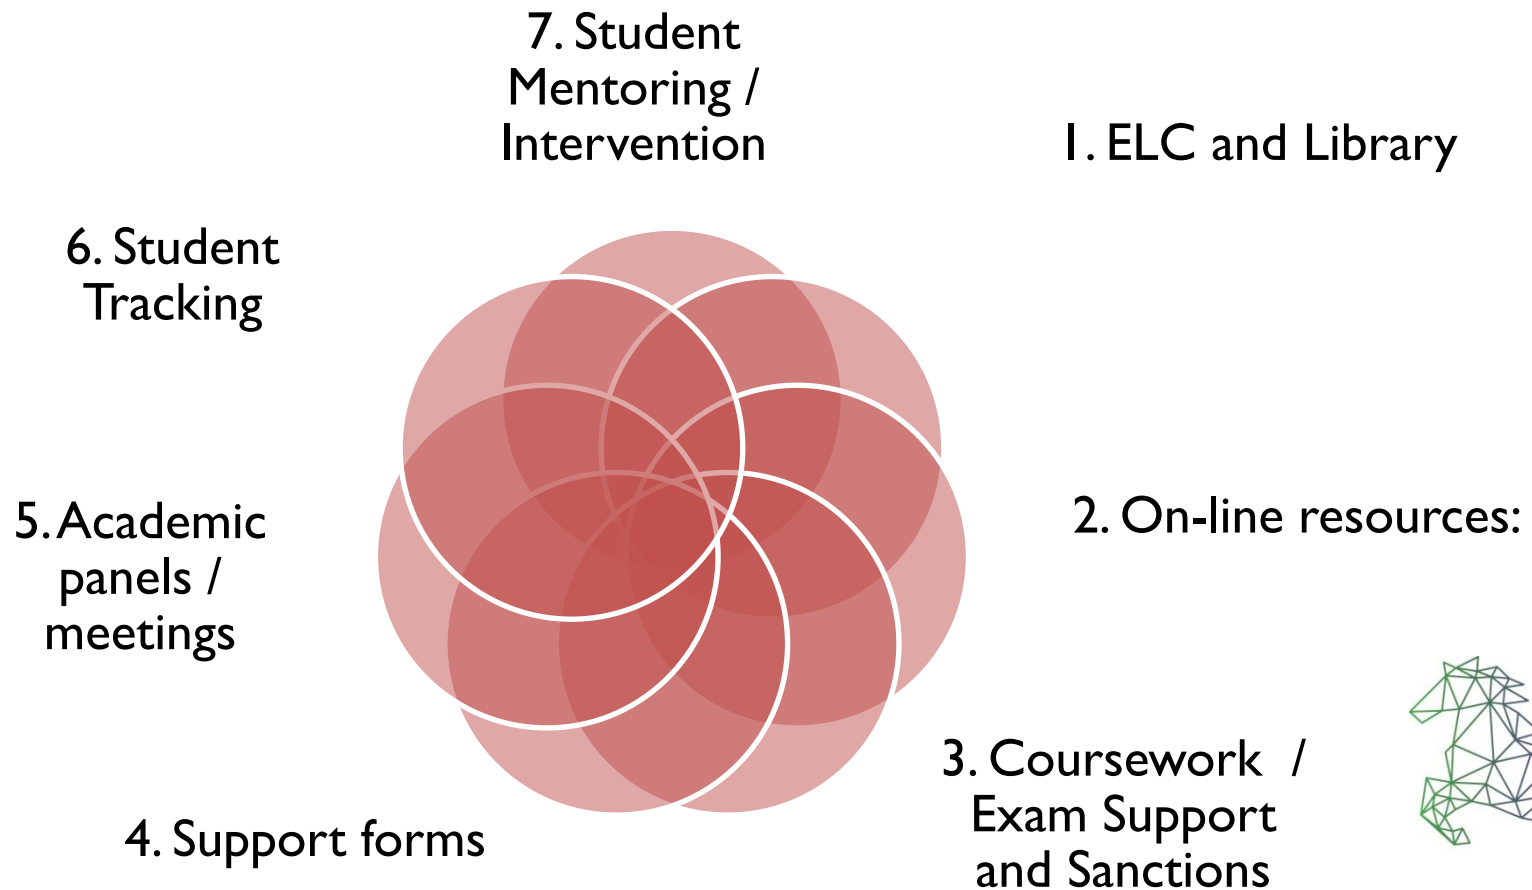 7. Student
Mentoring /
Intervention
1. ELC and Library
6. Student
Tracking
5. Academic
panels /
meetings
2. On-line resources:
3. Coursework  /
Exam Support
and Sanctions
4. Support forms